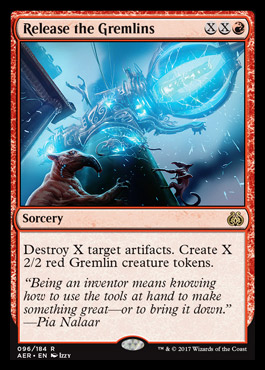 Release the Gremlins XXR
Sorcery
Destroy X target artifacts. Create X
2/2 red Gremlin creature tokens.
“Being an inventor means knowing
how to use the tools at hand to make
something great—or to bring it down.”
—Pia Nalaar
096/184 R
AER • EN Izzy
™ & © 2017 Wizards of the Coast